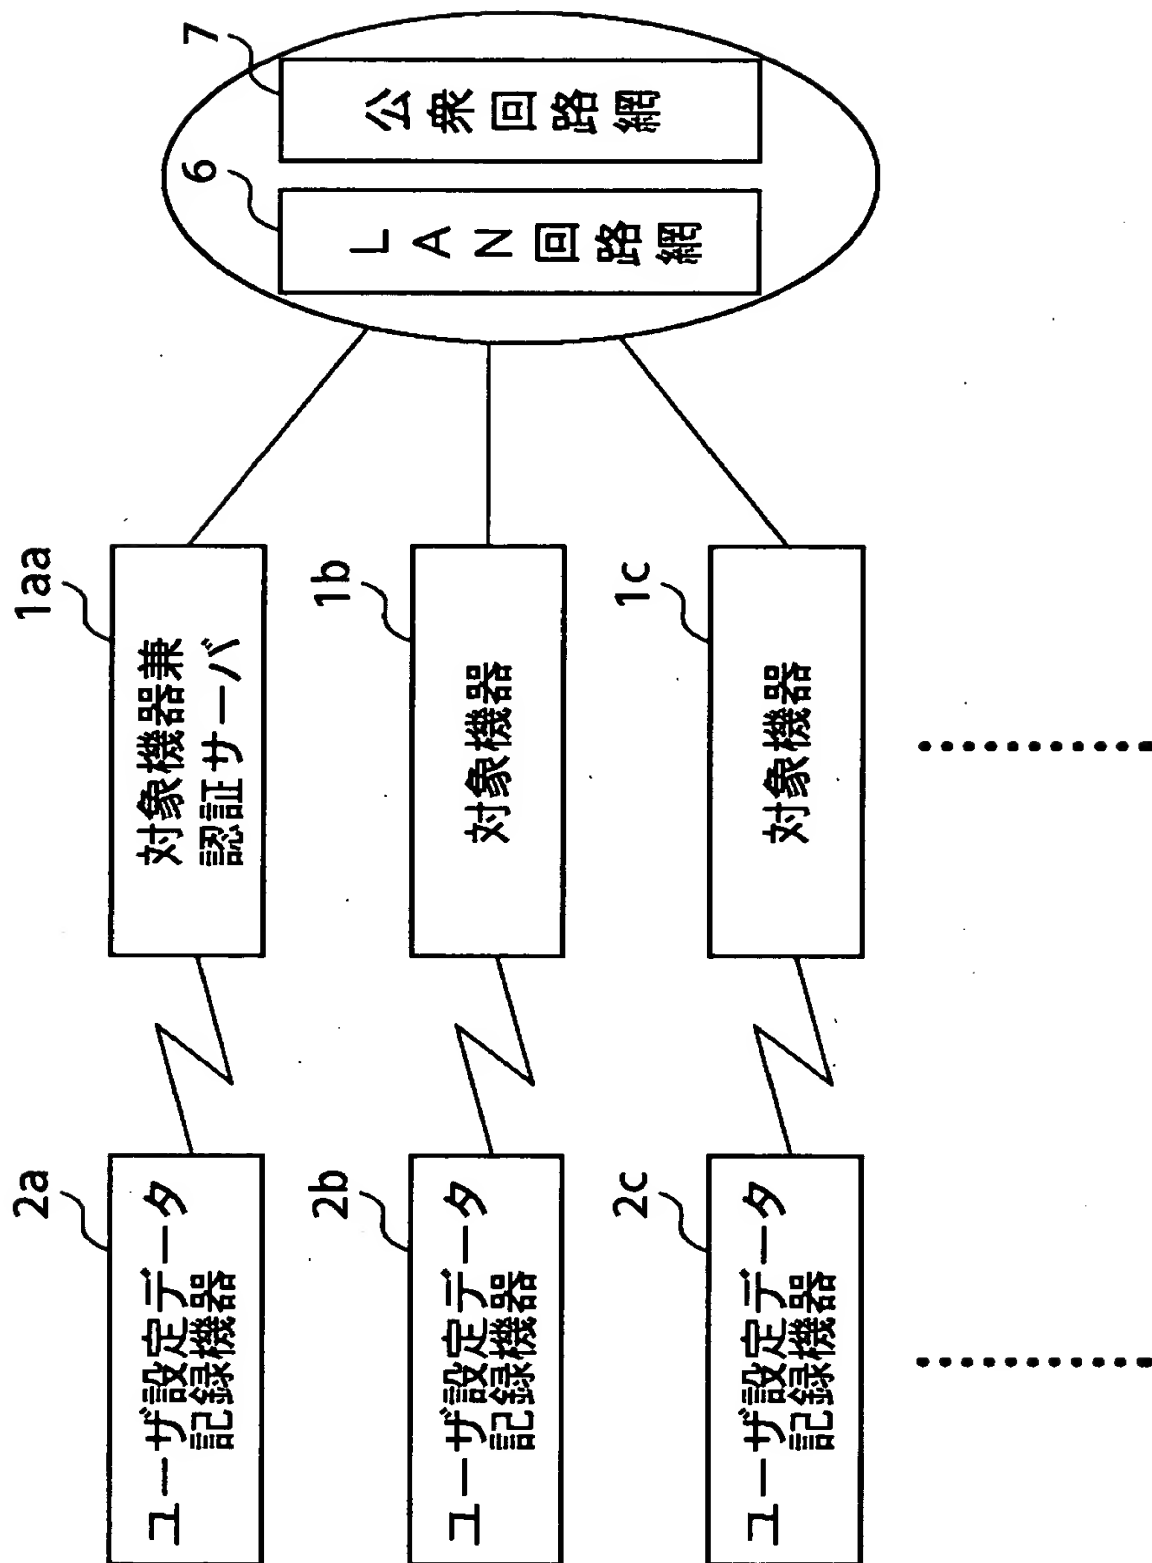 2a
ユーザ設定データ
記録機器
1aa
対象機器兼
認証サーバ
2b
ユーザ設定データ
記録機器
1b
対象機器
2c
ユーザ設定データ
記録機器
1c
対象機器
6
LAN回路網
7
公衆回路網